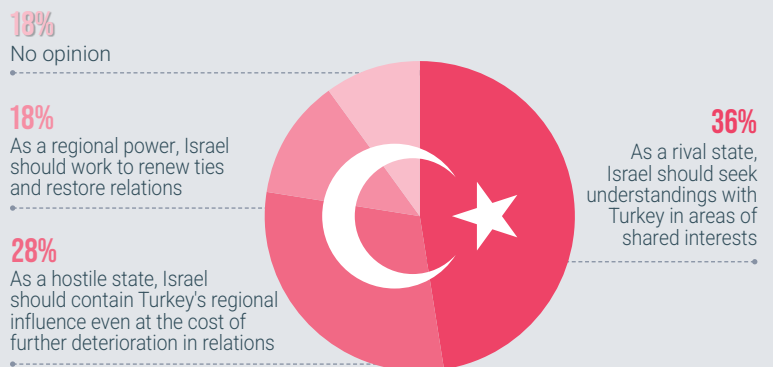 18%
No opinion
18%
As a regional power, Israel
should work to renew ties
and restore relations
28%
As a hostile state, Israel
should contain Turkey's regional
influence even at the cost of
further deterioration in relations
36%
As a rival state,
Israel should seek
understandings with
Turkey in areas of
shared interests